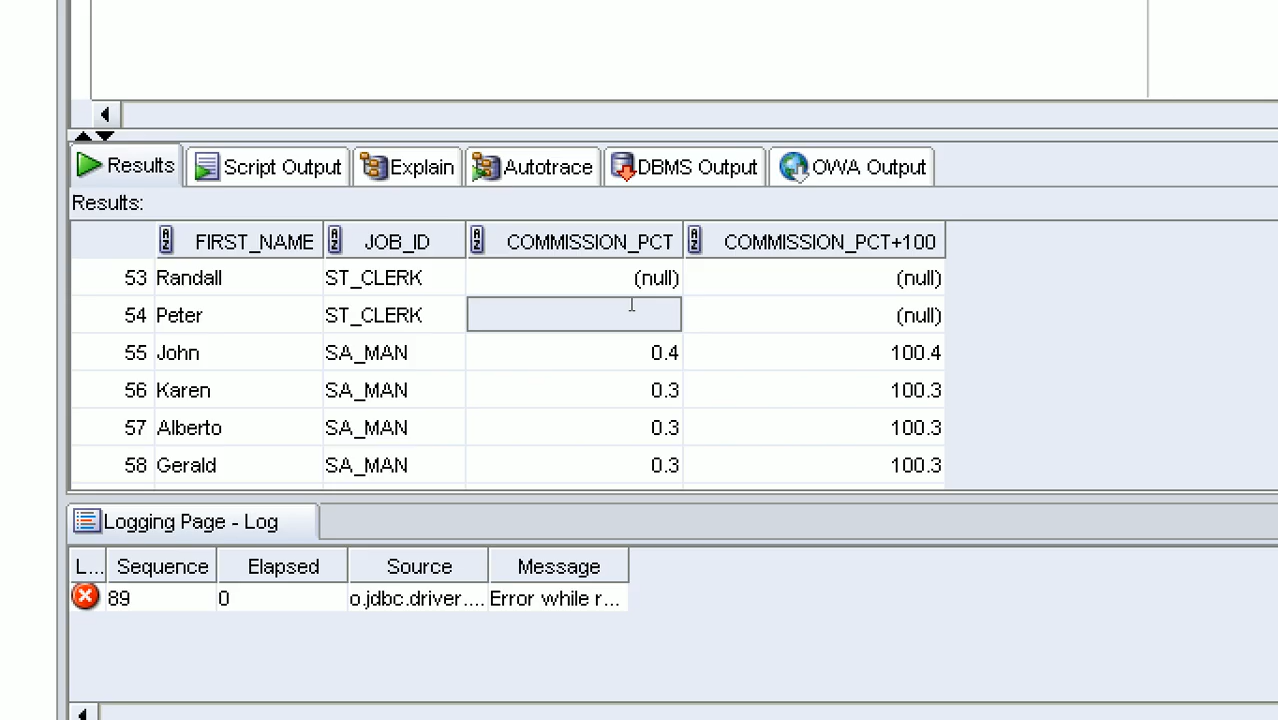 Results Script Output Explain Autotrace DBMS Output OWA Output
Results:
FIRST_NAME JOB_ID COMMISSION_PCT COMMISSION_PCT+100
53 Randall ST_CLERK (null) (null)
54 Peter ST_CLERK (null)
55 John SA_MAN 0.4 100.4
56 Karen SA_MAN 0.3 100.3
57 Alberto SA_MAN 0.3 100.3
58 Gerald SA_MAN 0.3 100.3
Logging Page - Log
L... Sequence Elapsed Source Message
89 0 o.jdbc.driver.... Error while r...